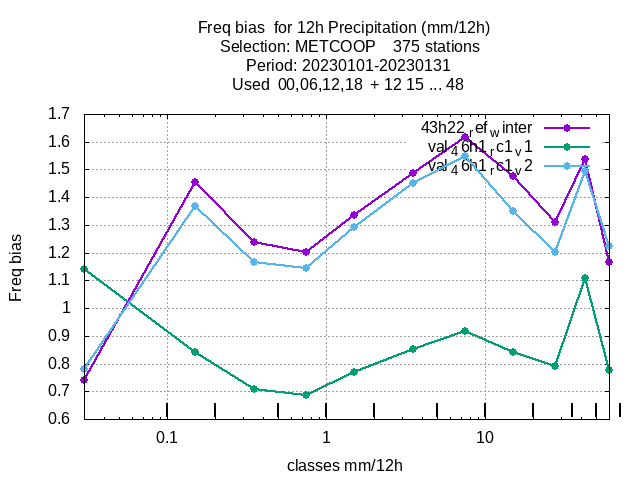 Freq bias  for 12h Precipitation (mm/12h)
Selection: METCOOP    375 stations
Period: 20230101-20230131
Used  00,06,12,18  + 12 15 ... 48
1.7
1.6
1.5
1.4
1.3
1.2
1.1
1
0.9
0.8
0.7
0.6
Freq bias
43h22_ref_winter
val_46h1_rc1_v1
val_46h1_rc1_v2
0.1
1
10
classes mm/12h